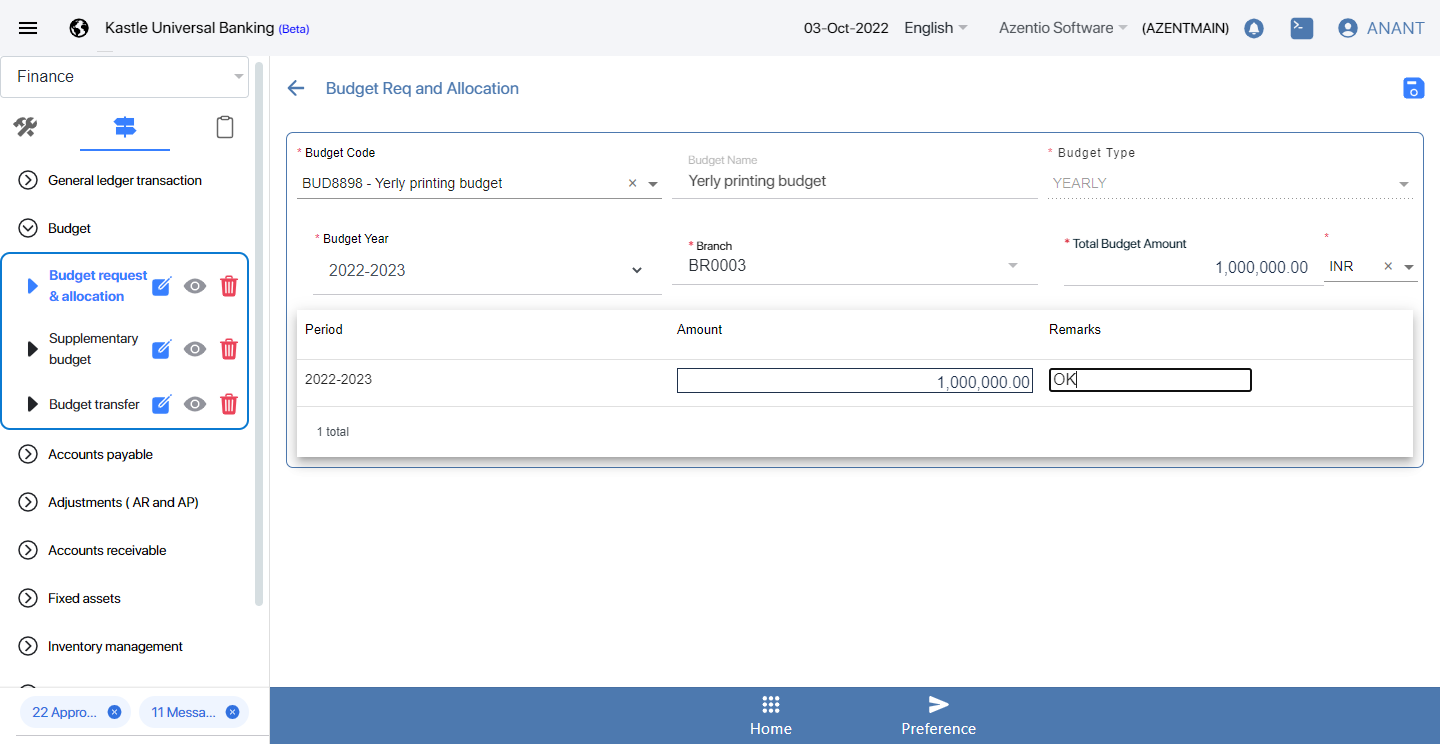 Kastle Universal Banking (Beta)
03-Oct-2022 English Azentio Software (AZENTMAIN) >_ ANANT
Finance
General ledger transaction
Budget
Budget request
& allocation
Supplementary
budget
Budget transfer
Accounts payable
Adjustments ( AR and AP)
Accounts receivable
Fixed assets
Inventory management
22 Appro... 11 Messa...
Budget Req and Allocation
* Budget Code
BUD8898 - Yerly printing budget ×
Budget Name
Yerly printing budget
* Budget Type
YEARLY
* Budget Year
2022-2023
* Branch
BR0003
* Total Budget Amount
1,000,000.00
*
INR ×
Period Amount Remarks
2022-2023 1,000,000.00 OK
1 total
Home Preference